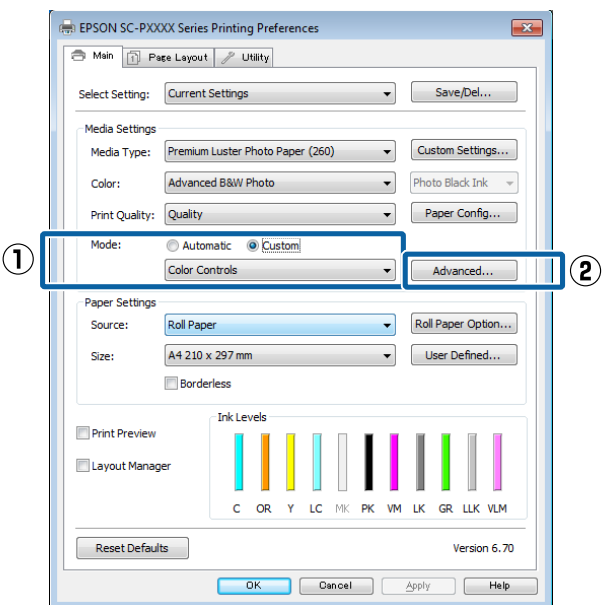 EPSON SC-PXXXX Series Printing Preferences
Main Page Layout Utility
Select Setting: Current Settings Save/Del...
Media Settings
Media Type: Premium Luster Photo Paper (260) Custom Settings...
Color: Advanced B&W Photo Photo Black Ink
Print Quality: Quality Paper Config...
Mode: Automatic Custom
① Color Controls Advanced... ②
Paper Settings
Source: Roll Paper Roll Paper Option...
Size: A4 210 x 297 mm User Defined...
Borderless
Ink Levels
Print Preview
Layout Manager
C OR Y LC MK PK VM LK GR LLK VLM
Reset Defaults Version 6.70
OK Cancel Apply Help